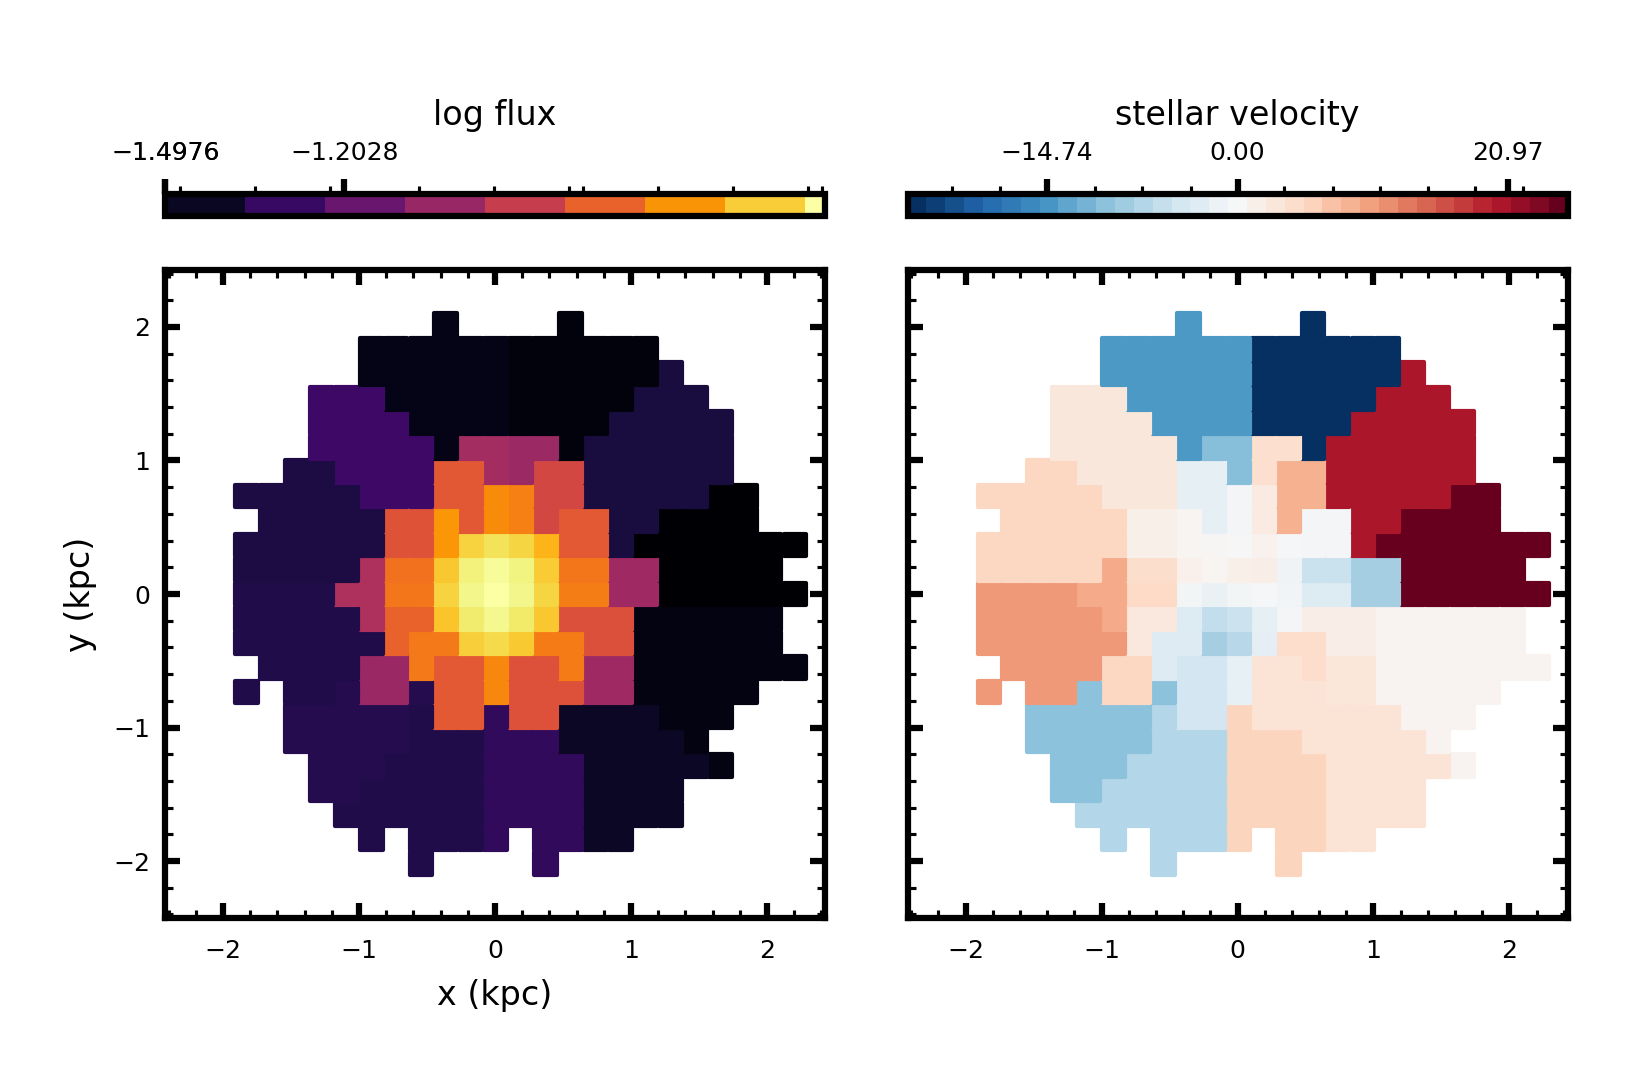 log flux
stellar velocity
−1.4976 −1.2028
−14.74 0.00 20.97
2
1
0
−1
−2
y (kpc)
−2 −1 0 1 2
−2 −1 0 1 2
x (kpc)